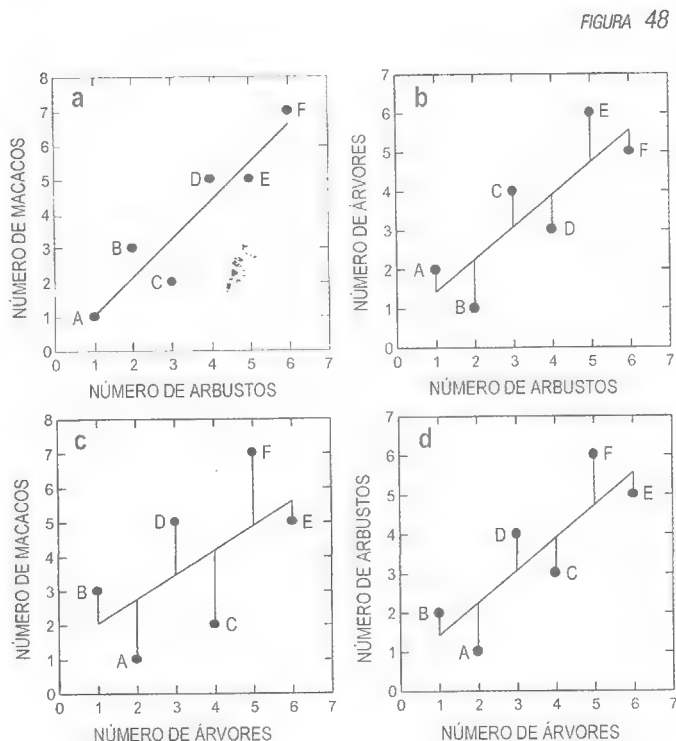 FIGURA 48
a
NÚMERO DE MACACOS
8
7
6
5
4
3
2
1
0
A
B
C
D
E
F
0 1 2 3 4 5 6 7
NÚMERO DE ARBUSTOS
b
NÚMERO DE ÁRVORES
7
6
5
4
3
2
1
0
A
B
C
D
E
F
0 1 2 3 4 5 6 7
NÚMERO DE ARBUSTOS
c
NÚMERO DE MACACOS
8
7
6
5
4
3
2
1
0
B
A
D
C
F
E
0 1 2 3 4 5 6 7
NÚMERO DE ÁRVORES
d
NÚMERO DE ARBUSTOS
7
6
5
4
3
2
1
0
B
A
D
C
F
E
0 1 2 3 4 5 6 7
NÚMERO DE ÁRVORES